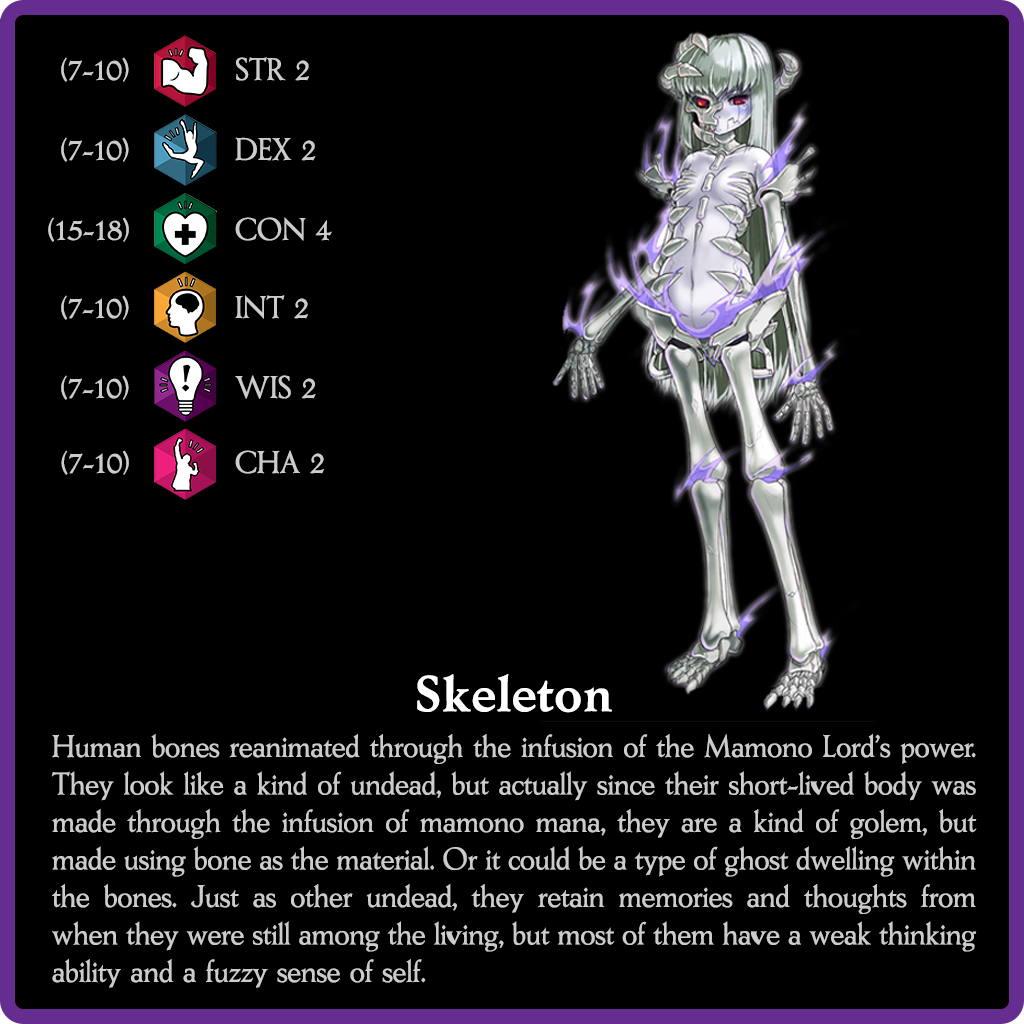 (7-10) STR 2
(7-10) DEX 2
(15-18) CON 4
(7-10) INT 2
(7-10) WIS 2
(7-10) CHA 2
Skeleton
Human bones reanimated through the infusion of the Mamono Lord's power.
They look like a kind of undead, but actually since their short-lived body was
made through the infusion of mamono mana, they are a kind of golem, but
made using bone as the material. Or it could be a type of ghost dwelling within
the bones. Just as other undead, they retain memories and thoughts from
when they were still among the living, but most of them have a weak thinking
ability and a fuzzy sense of self.